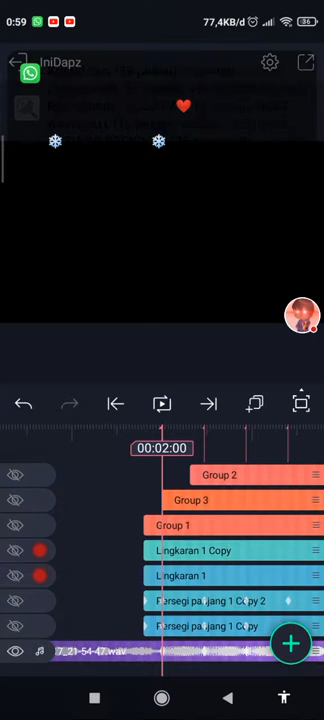 0:59
77,4KB/d
86
IniDapz
00:02:00
Group 2
Group 3
Group 1
Lingkaran 1 Copy
Lingkaran 1
Persegi panjang 1 Copy 2
Persegi panjang 1 Copy
7_21-54-47.wav